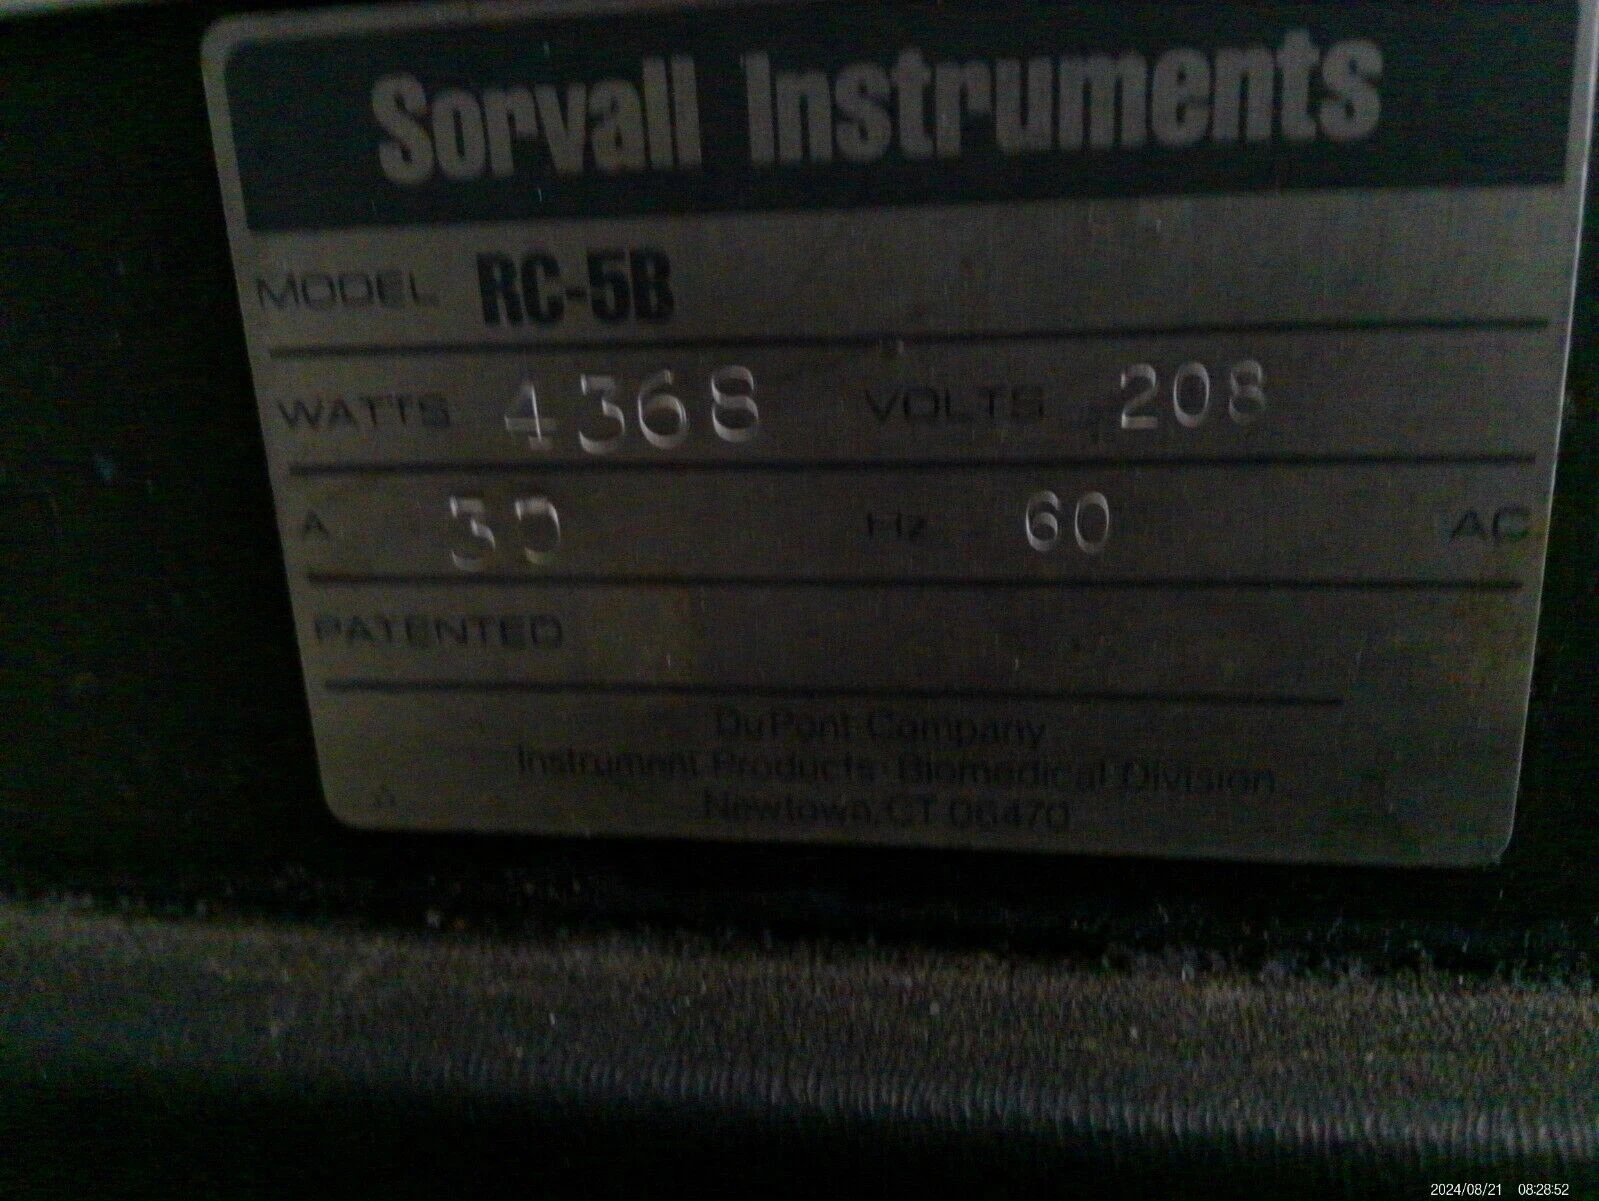 Sorvall Instruments
MODEL RC-5B
WATTS 4368 VOLTS 208
A 30 Hz 60 AC
PATENTED
DuPont Company
Instrument Products Biomedical Division
Newtown, CT 06470
2024/08/21 08:28:52